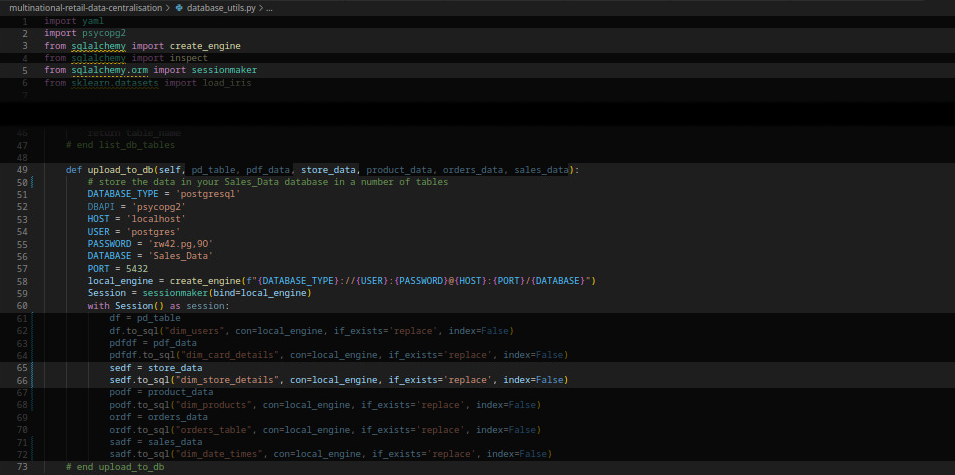 multinational-retail-data-centralisation > database_utils.py > ...
1 import yaml
2 import psycopg2
3 from sqlalchemy import create_engine
4 from sqlalchemy import inspect
5 from sqlalchemy.orm import sessionmaker
6 from sklearn.datasets import load_iris
7
46 return table_name
47 # end list_db_tables
48
49 def upload_to_db(self, pd_table, pdf_data, store_data, product_data, orders_data, sales_data):
50 # store the data in your Sales_Data database in a number of tables
51 DATABASE_TYPE = 'postgresql'
52 DBAPI = 'psycopg2'
53 HOST = 'localhost'
54 USER = 'postgres'
55 PASSWORD = 'rw42.pg,90'
56 DATABASE = 'Sales_Data'
57 PORT = 5432
58 local_engine = create_engine(f"{DATABASE_TYPE}://{USER}:{PASSWORD}@{HOST}:{PORT}/{DATABASE}")
59 Session = sessionmaker(bind=local_engine)
60 with Session() as session:
61 df = pd_table
62 df.to_sql("dim_users", con=local_engine, if_exists='replace', index=False)
63 pdfdf = pdf_data
64 pdfdf.to_sql("dim_card_details", con=local_engine, if_exists='replace', index=False)
65 sedf = store_data
66 sedf.to_sql("dim_store_details", con=local_engine, if_exists='replace', index=False)
67 podf = product_data
68 podf.to_sql("dim_products", con=local_engine, if_exists='replace', index=False)
69 ordf = orders_data
70 ordf.to_sql("orders_table", con=local_engine, if_exists='replace', index=False)
71 sadf = sales_data
72 sadf.to_sql("dim_date_times", con=local_engine, if_exists='replace', index=False)
73 # end upload_to_db